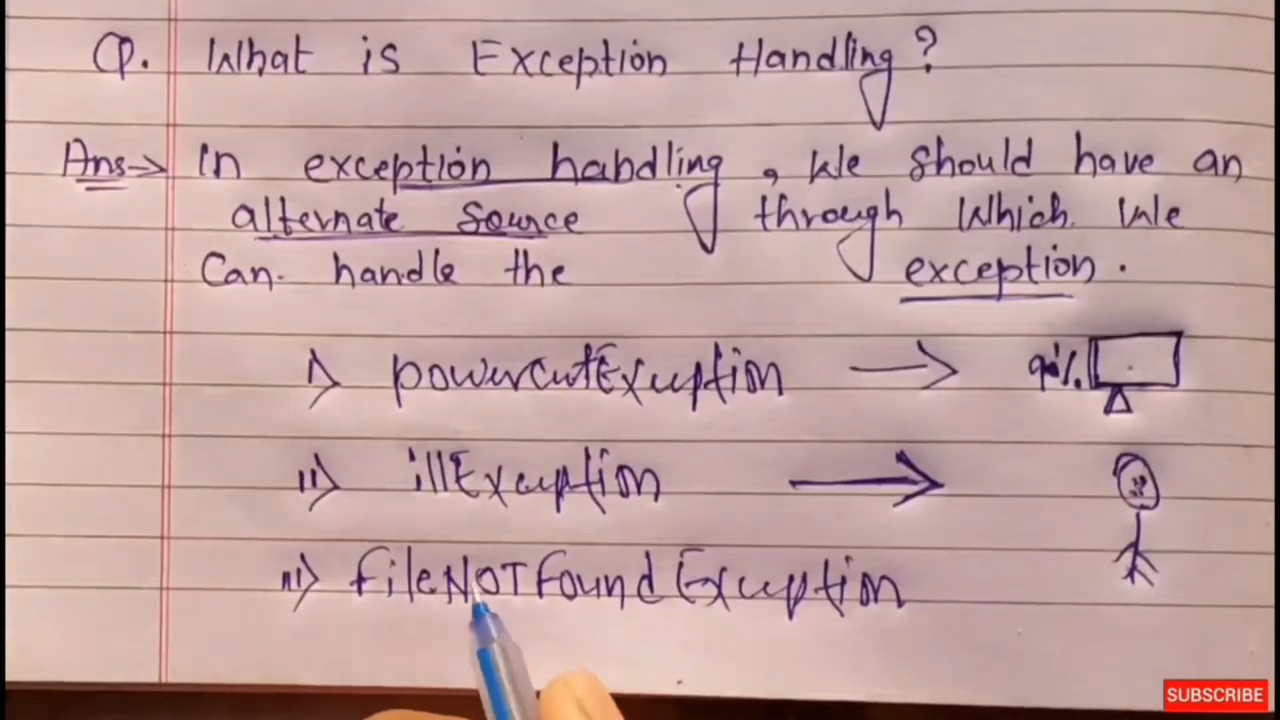 Q. What is Exception Handling?
Ans→ In exception handling, We should have an
alternate source through Which We
Can. handle the exception.
i> powercutException → 90%.
ii> illException →
iii> fileNOTfoundException
SUBSCRIBE